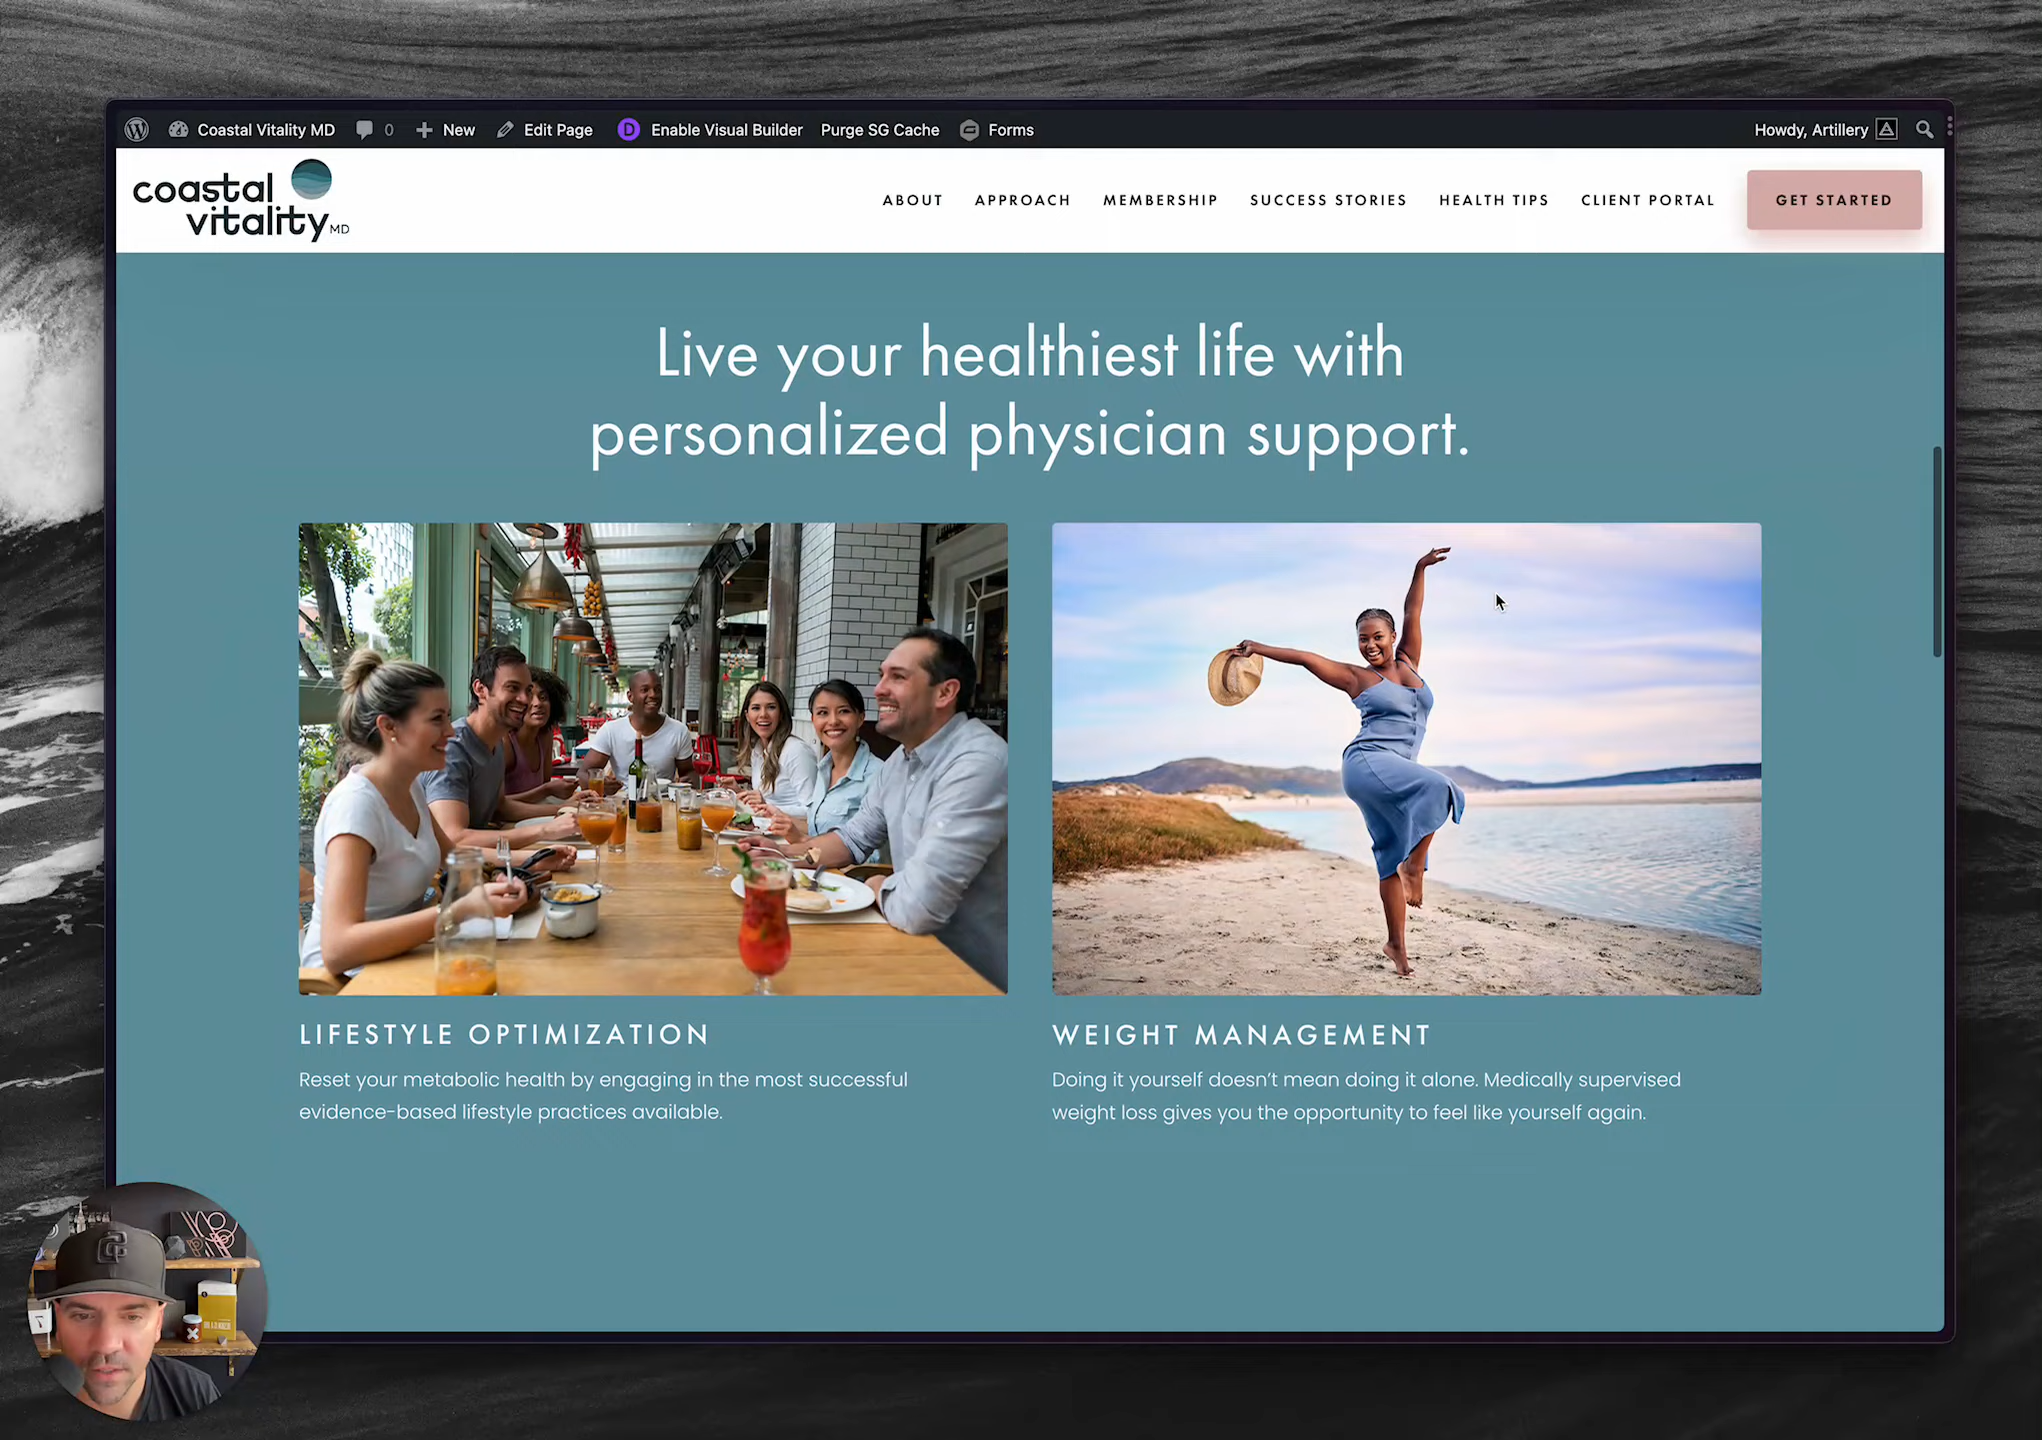 Coastal Vitality MD 0 New Edit Page Enable Visual Builder Purge SG Cache Forms Howdy, Artillery
coastal
vitality MD
ABOUT APPROACH MEMBERSHIP SUCCESS STORIES HEALTH TIPS CLIENT PORTAL GET STARTED
Live your healthiest life with
personalized physician support.
LIFESTYLE OPTIMIZATION
Reset your metabolic health by engaging in the most successful
evidence-based lifestyle practices available.
WEIGHT MANAGEMENT
Doing it yourself doesn't mean doing it alone. Medically supervised
weight loss gives you the opportunity to feel like yourself again.